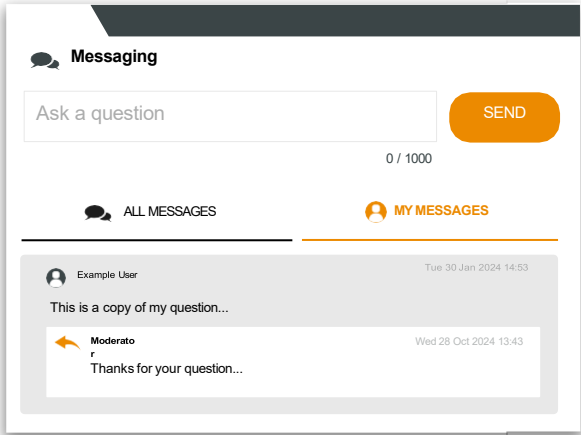 Messaging
Ask a question
SEND
0 / 1000
ALL MESSAGES
MY MESSAGES
Example User
Tue 30 Jan 2024 14:53
This is a copy of my question...
Moderato
r
Wed 28 Oct 2024 13:43
Thanks for your question...